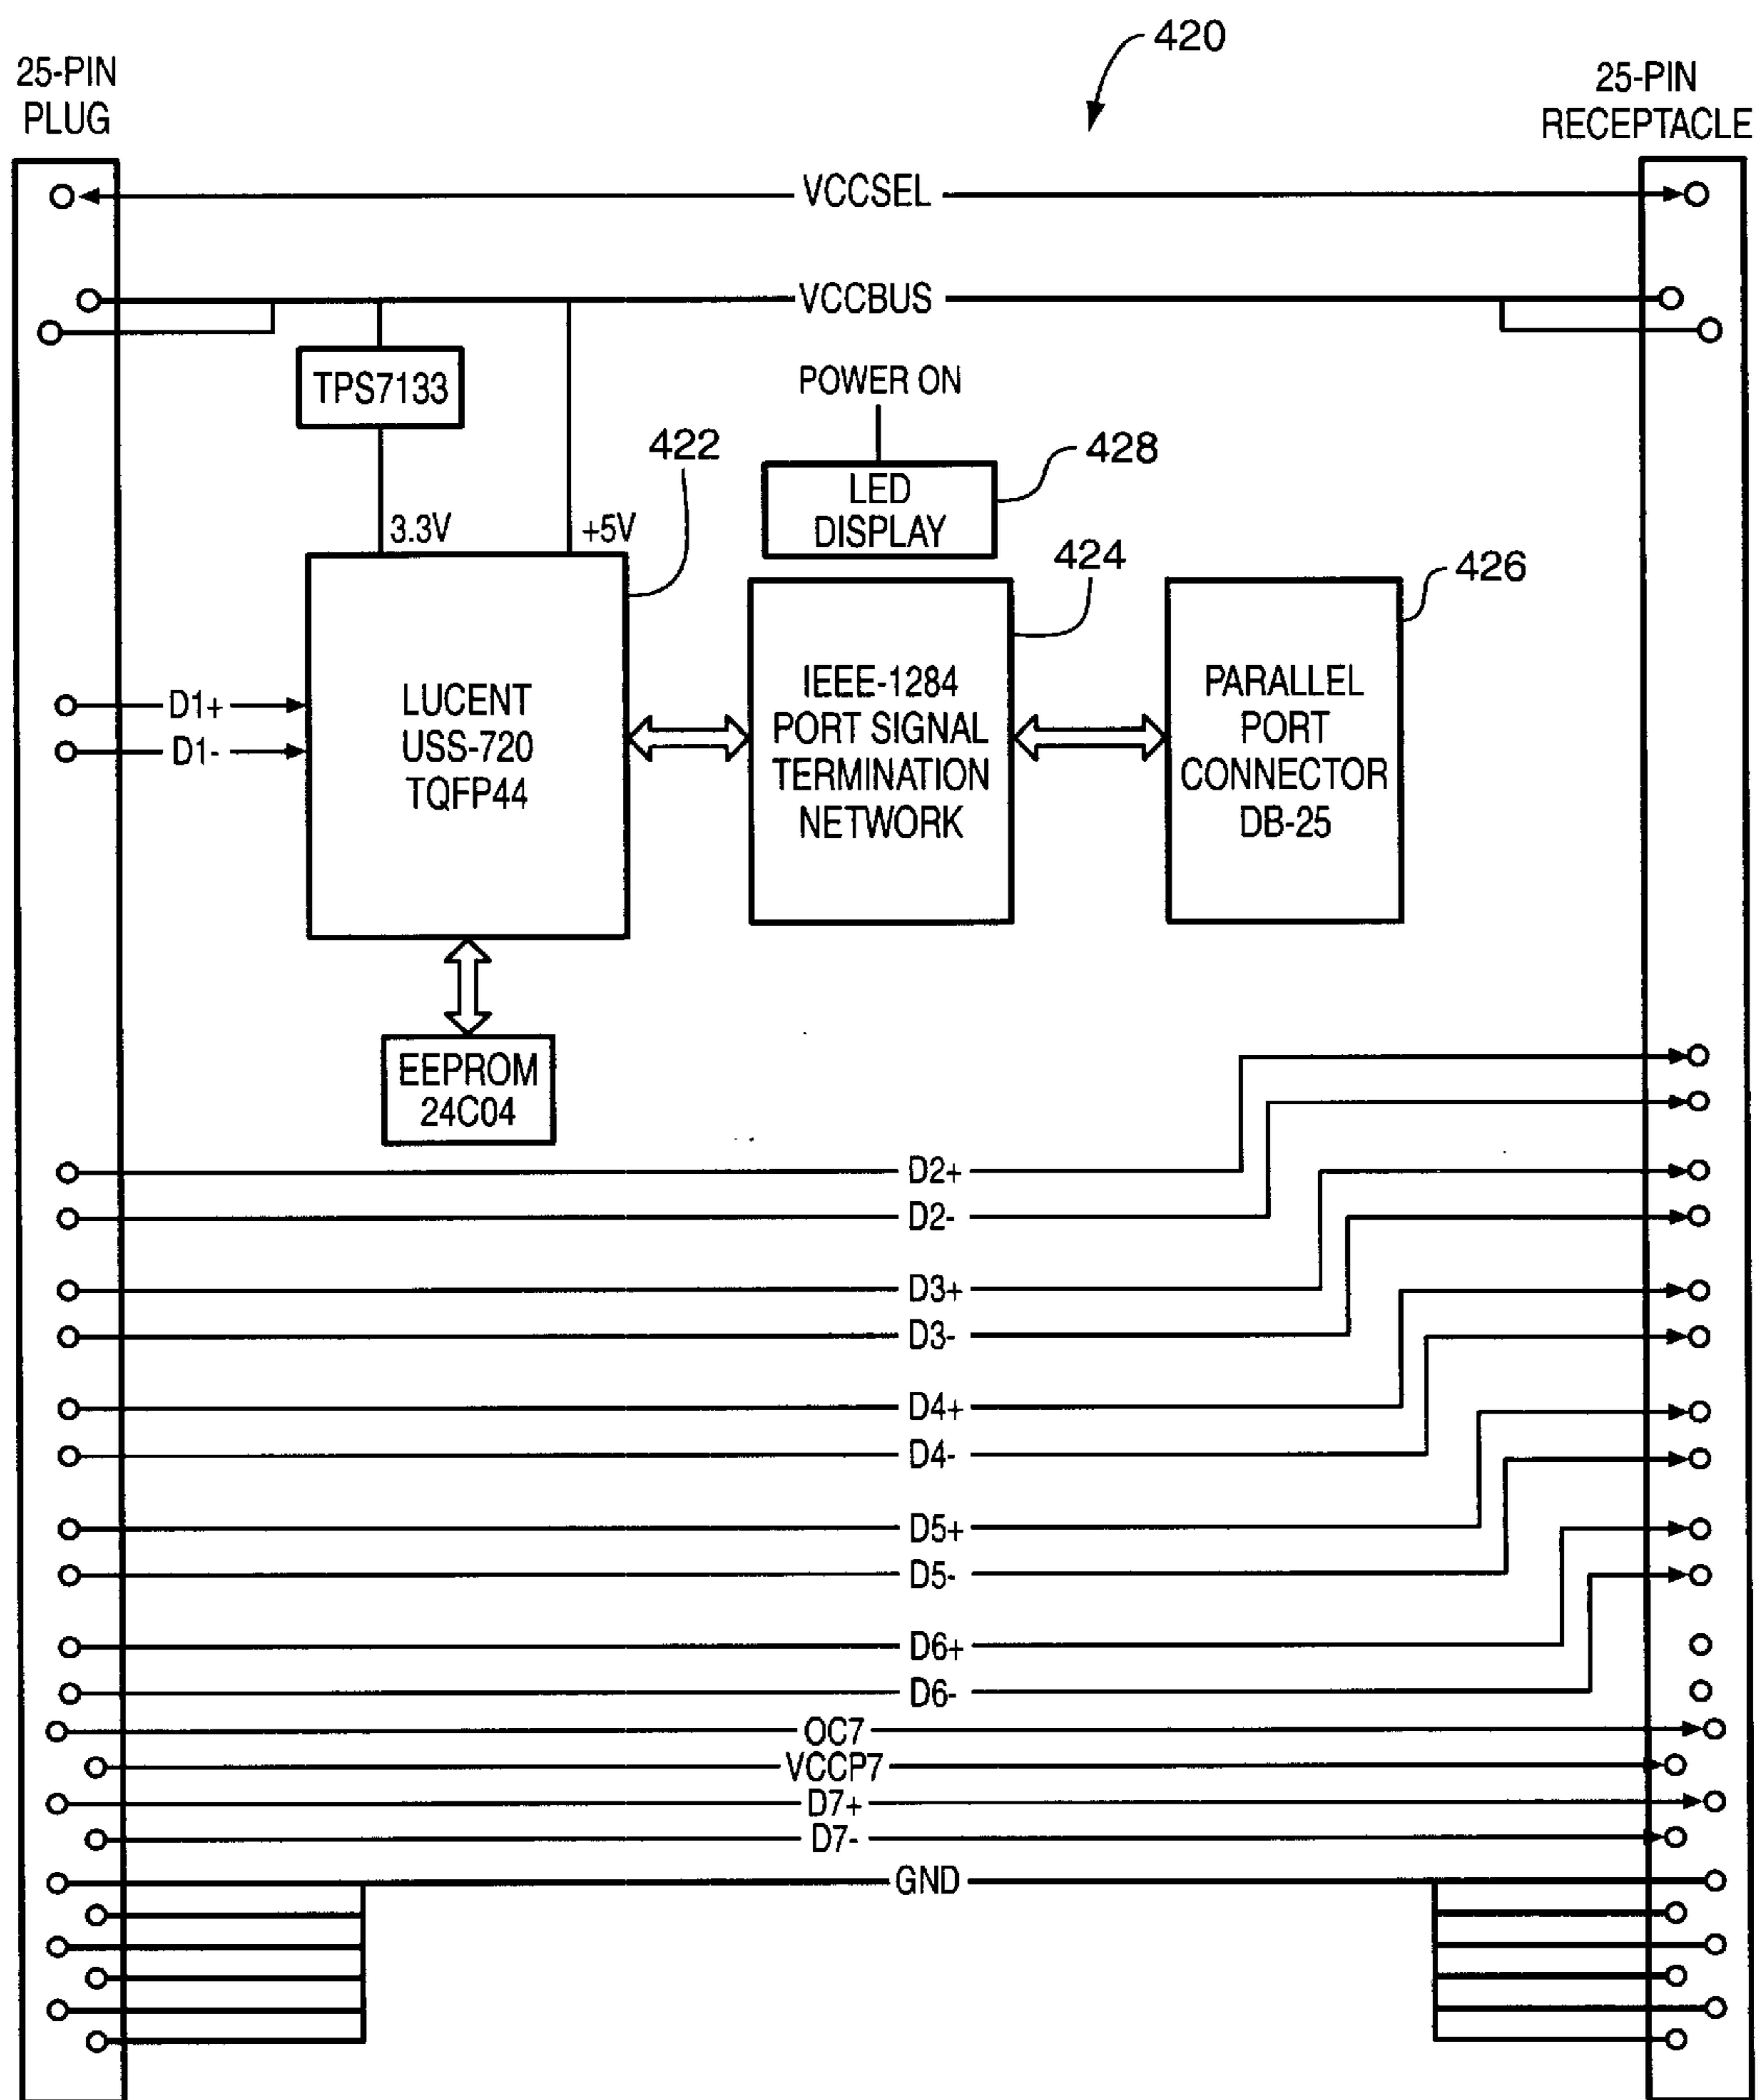 420
25-PIN
PLUG
25-PIN
RECEPTACLE
VCCSEL
VCCBUS
TPS7133
POWER ON
422
LED
DISPLAY
428
3.3V
+5V
424
426
D1+
D1-
LUCENT
USS-720
TQFP44
IEEE-1284
PORT SIGNAL
TERMINATION
NETWORK
PARALLEL
PORT
CONNECTOR
DB-25
EEPROM
24C04
D2+
D2-
D3+
D3-
D4+
D4-
D5+
D5-
D6+
D6-
OC7
VCCP7
D7+
D7-
GND